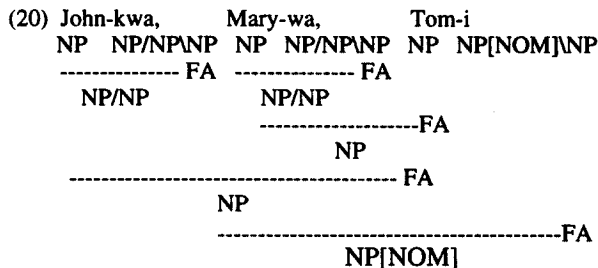 (20) John-kwa, Mary-wa, Tom-i
NP NP/NP\NP NP NP/NP\NP NP NP[NOM]\NP
------------------ FA ------------------ FA
NP/NP NP/NP
--------------------FA
NP
----------------------------------------- FA
NP
-------------------------------------------FA
NP[NOM]